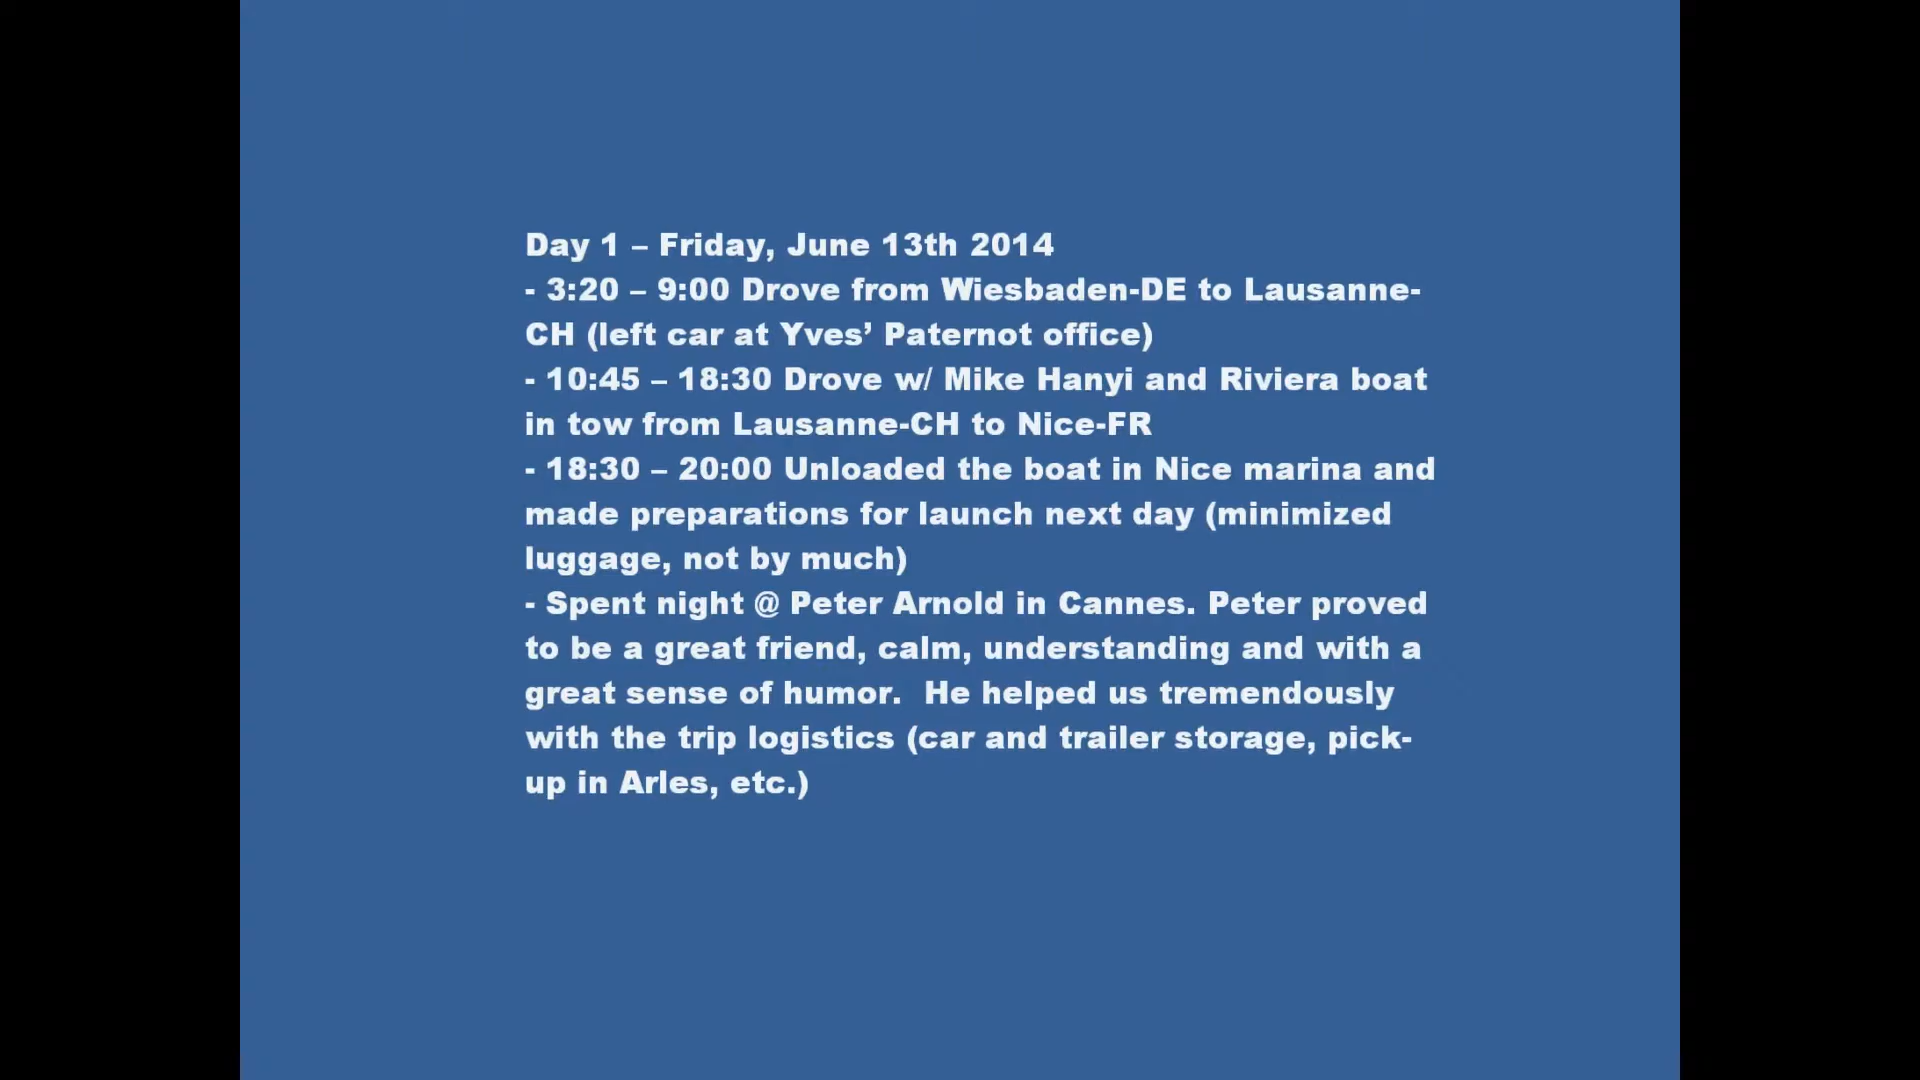 Day 1 – Friday, June 13th 2014
- 3:20 – 9:00 Drove from Wiesbaden-DE to Lausanne-
CH (left car at Yves’ Paternot office)
- 10:45 – 18:30 Drove w/ Mike Hanyi and Riviera boat
in tow from Lausanne-CH to Nice-FR
- 18:30 – 20:00 Unloaded the boat in Nice marina and
made preparations for launch next day (minimized
luggage, not by much)
- Spent night @ Peter Arnold in Cannes. Peter proved
to be a great friend, calm, understanding and with a
great sense of humor.  He helped us tremendously
with the trip logistics (car and trailer storage, pick-
up in Arles, etc.)